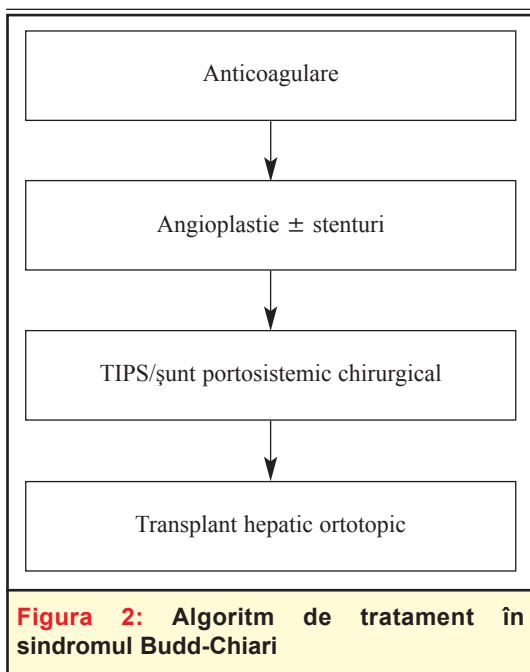 Anticoagulare
Angioplastie ± stenturi
TIPS/şunt portosistemic chirurgical
Transplant hepatic ortotopic
Figura 2: Algoritm de tratament în
sindromul Budd-Chiari